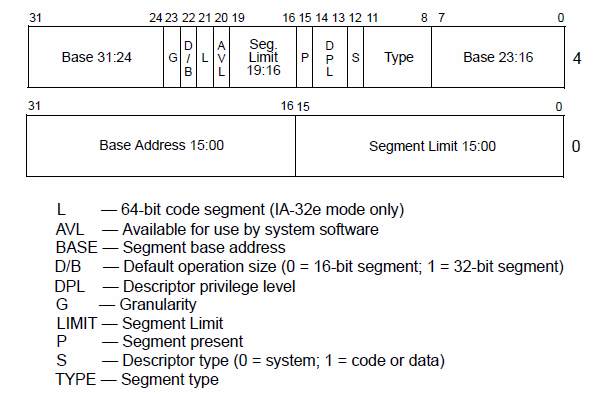 31 24 23 22 21 20 19 16 15 14 13 12 11 8 7 0
Base 31:24 G D/B L AVL Seg. Limit 19:16 P DPL S Type Base 23:16 4
31 16 15 0
Base Address 15:00 Segment Limit 15:00 0
L — 64-bit code segment (IA-32e mode only)
AVL — Available for use by system software
BASE — Segment base address
D/B — Default operation size (0 = 16-bit segment; 1 = 32-bit segment)
DPL — Descriptor privilege level
G — Granularity
LIMIT — Segment Limit
P — Segment present
S — Descriptor type (0 = system; 1 = code or data)
TYPE — Segment type